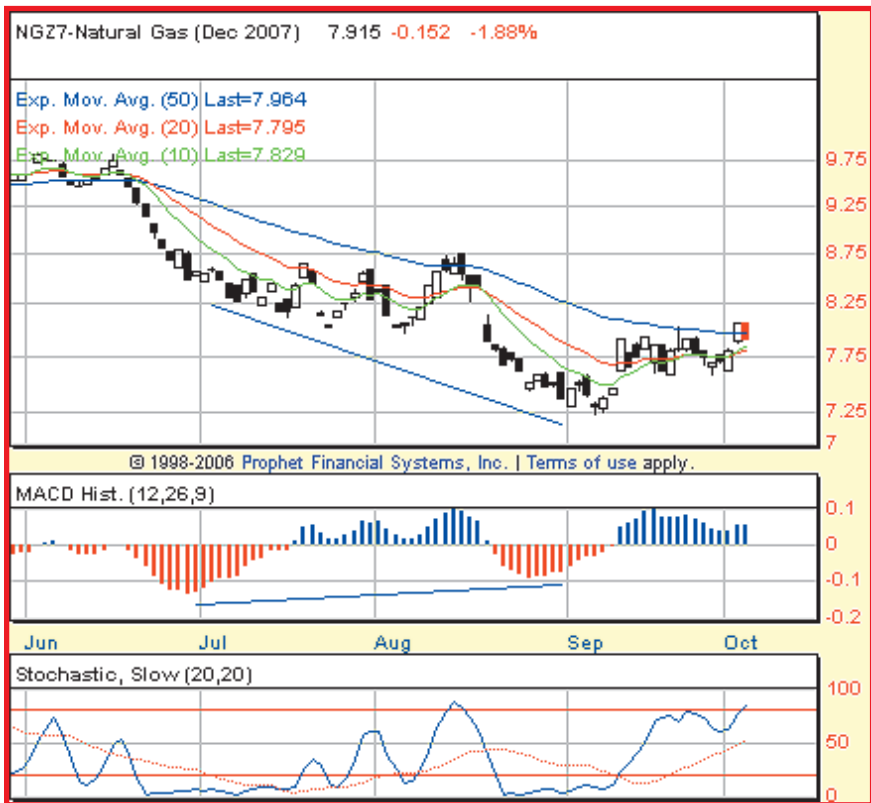 NGZ7-Natural Gas (Dec 2007) 7.915 -0.152 -1.88%
Exp. Mov. Avg. (50) Last=7.964
Exp. Mov. Avg. (20) Last=7.795
Exp. Mov. Avg. (10) Last=7.829
9.75
9.25
8.75
8.25
7.75
7.25
7
© 1998-2006 Prophet Financial Systems, Inc. | Terms of use apply.
MACD Hist. (12,26,9)
0.1
0
-0.1
-0.2
Jun Jul Aug Sep Oct
Stochastic, Slow (20,20)
100
50
0